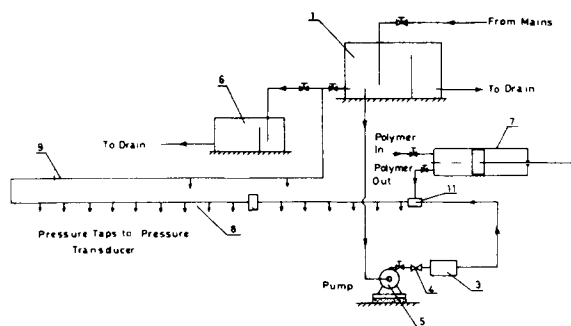 1
From Mains
6
To Drain
7
To Drain
Polymer
In
9
Polymer
Out
11
8
Pressure Taps to Pressure
Transducer
Pump
4
3
5